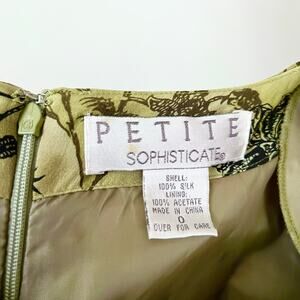 PETITE
SOPHISTICATE®
SHELL:
100% SILK
LINING:
100% ACETATE
MADE IN CHINA
0
OVER FOR CARE